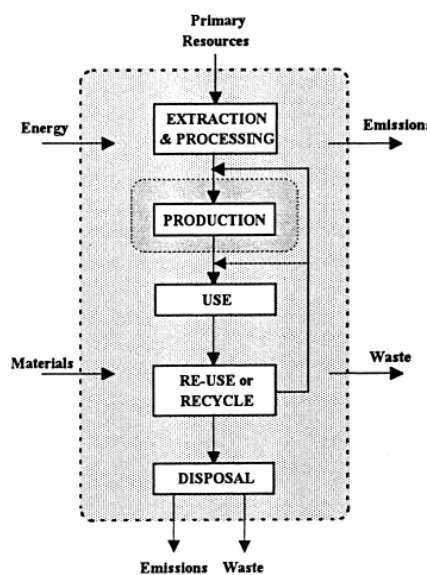 Primary
Resources
EXTRACTION
& PROCESSING
Energy
Emissions
PRODUCTION
USE
Materials
Waste
RE-USE or
RECYCLE
DISPOSAL
Emissions Waste